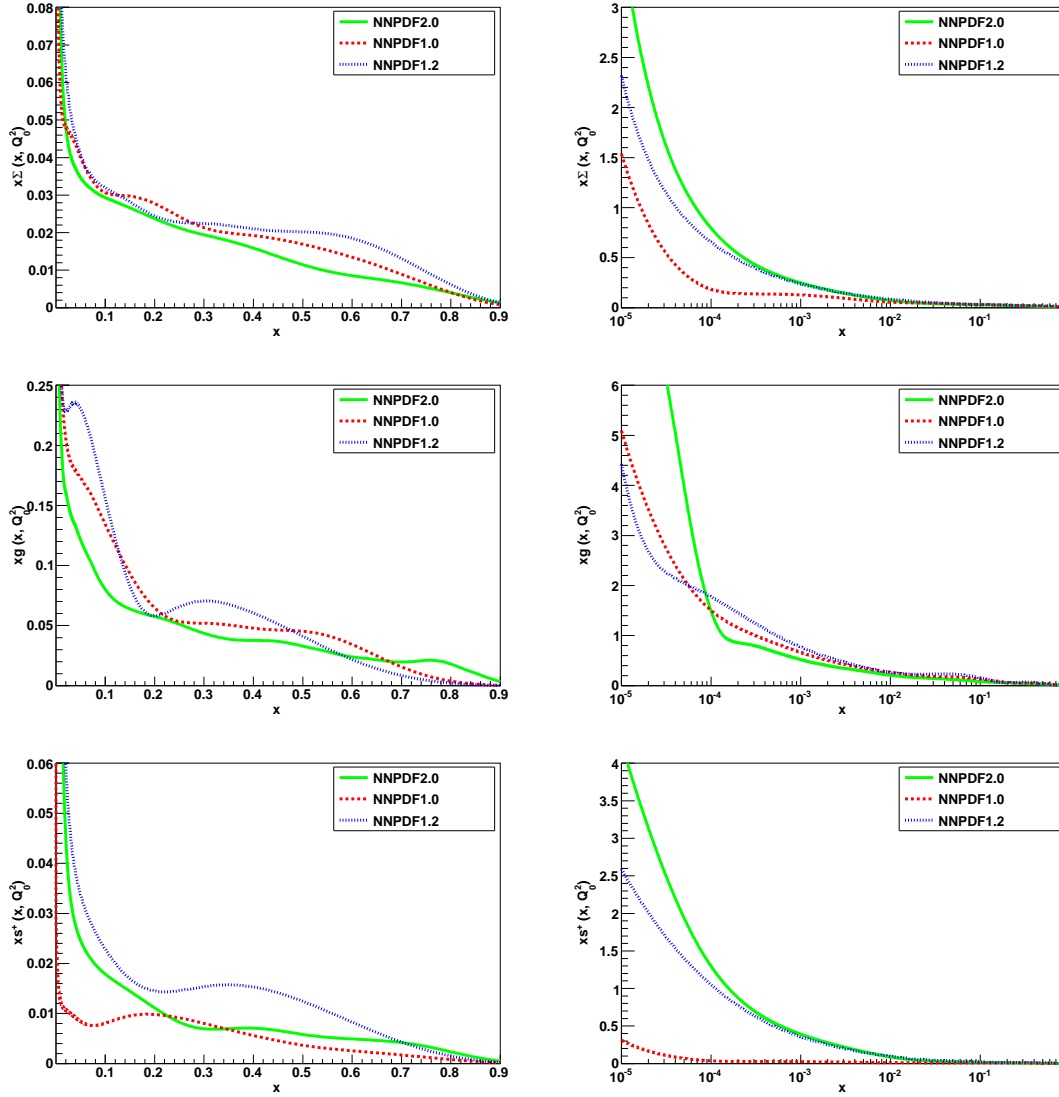 xΣ (x, Q₀²)
0.08
0.07
0.06
0.05
0.04
0.03
0.02
0.01
0
NNPDF2.0
NNPDF1.0
NNPDF1.2
0.1 0.2 0.3 0.4 0.5 0.6 0.7 0.8 0.9
x
xΣ (x, Q₀²)
3
2.5
2
1.5
1
0.5
0
NNPDF2.0
NNPDF1.0
NNPDF1.2
10⁻⁵ 10⁻⁴ 10⁻³ 10⁻² 10⁻¹
x
xg (x, Q₀²)
0.25
0.2
0.15
0.1
0.05
0
NNPDF2.0
NNPDF1.0
NNPDF1.2
0.1 0.2 0.3 0.4 0.5 0.6 0.7 0.8 0.9
x
xg (x, Q₀²)
6
5
4
3
2
1
0
NNPDF2.0
NNPDF1.0
NNPDF1.2
10⁻⁵ 10⁻⁴ 10⁻³ 10⁻² 10⁻¹
x
xs⁺ (x, Q₀²)
0.06
0.05
0.04
0.03
0.02
0.01
0
NNPDF2.0
NNPDF1.0
NNPDF1.2
0.1 0.2 0.3 0.4 0.5 0.6 0.7 0.8 0.9
x
xs⁺ (x, Q₀²)
4
3.5
3
2.5
2
1.5
1
0.5
0
NNPDF2.0
NNPDF1.0
NNPDF1.2
10⁻⁵ 10⁻⁴ 10⁻³ 10⁻² 10⁻¹
x